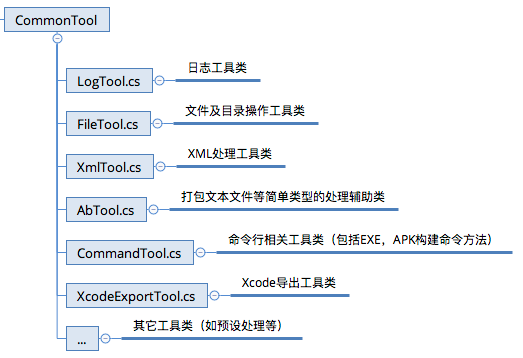 CommonTool
LogTool.cs 日志工具类
FileTool.cs 文件及目录操作工具类
XmlTool.cs XML处理工具类
AbTool.cs 打包文本文件等简单类型的处理辅助类
CommandTool.cs 命令行相关工具类（包括EXE，APK构建命令方法）
XcodeExportTool.cs Xcode导出工具类
... 其它工具类（如预设处理等）